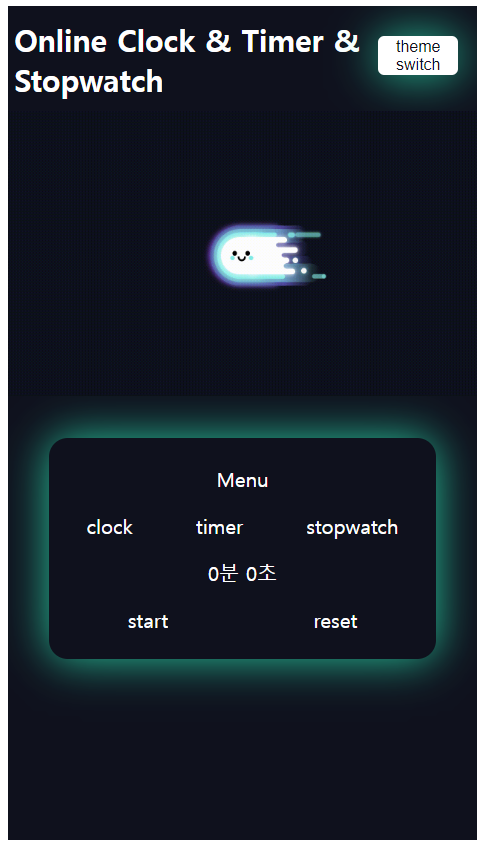 Online Clock & Timer &
Stopwatch
theme
switch
Menu
clock timer stopwatch
0분 0초
start reset